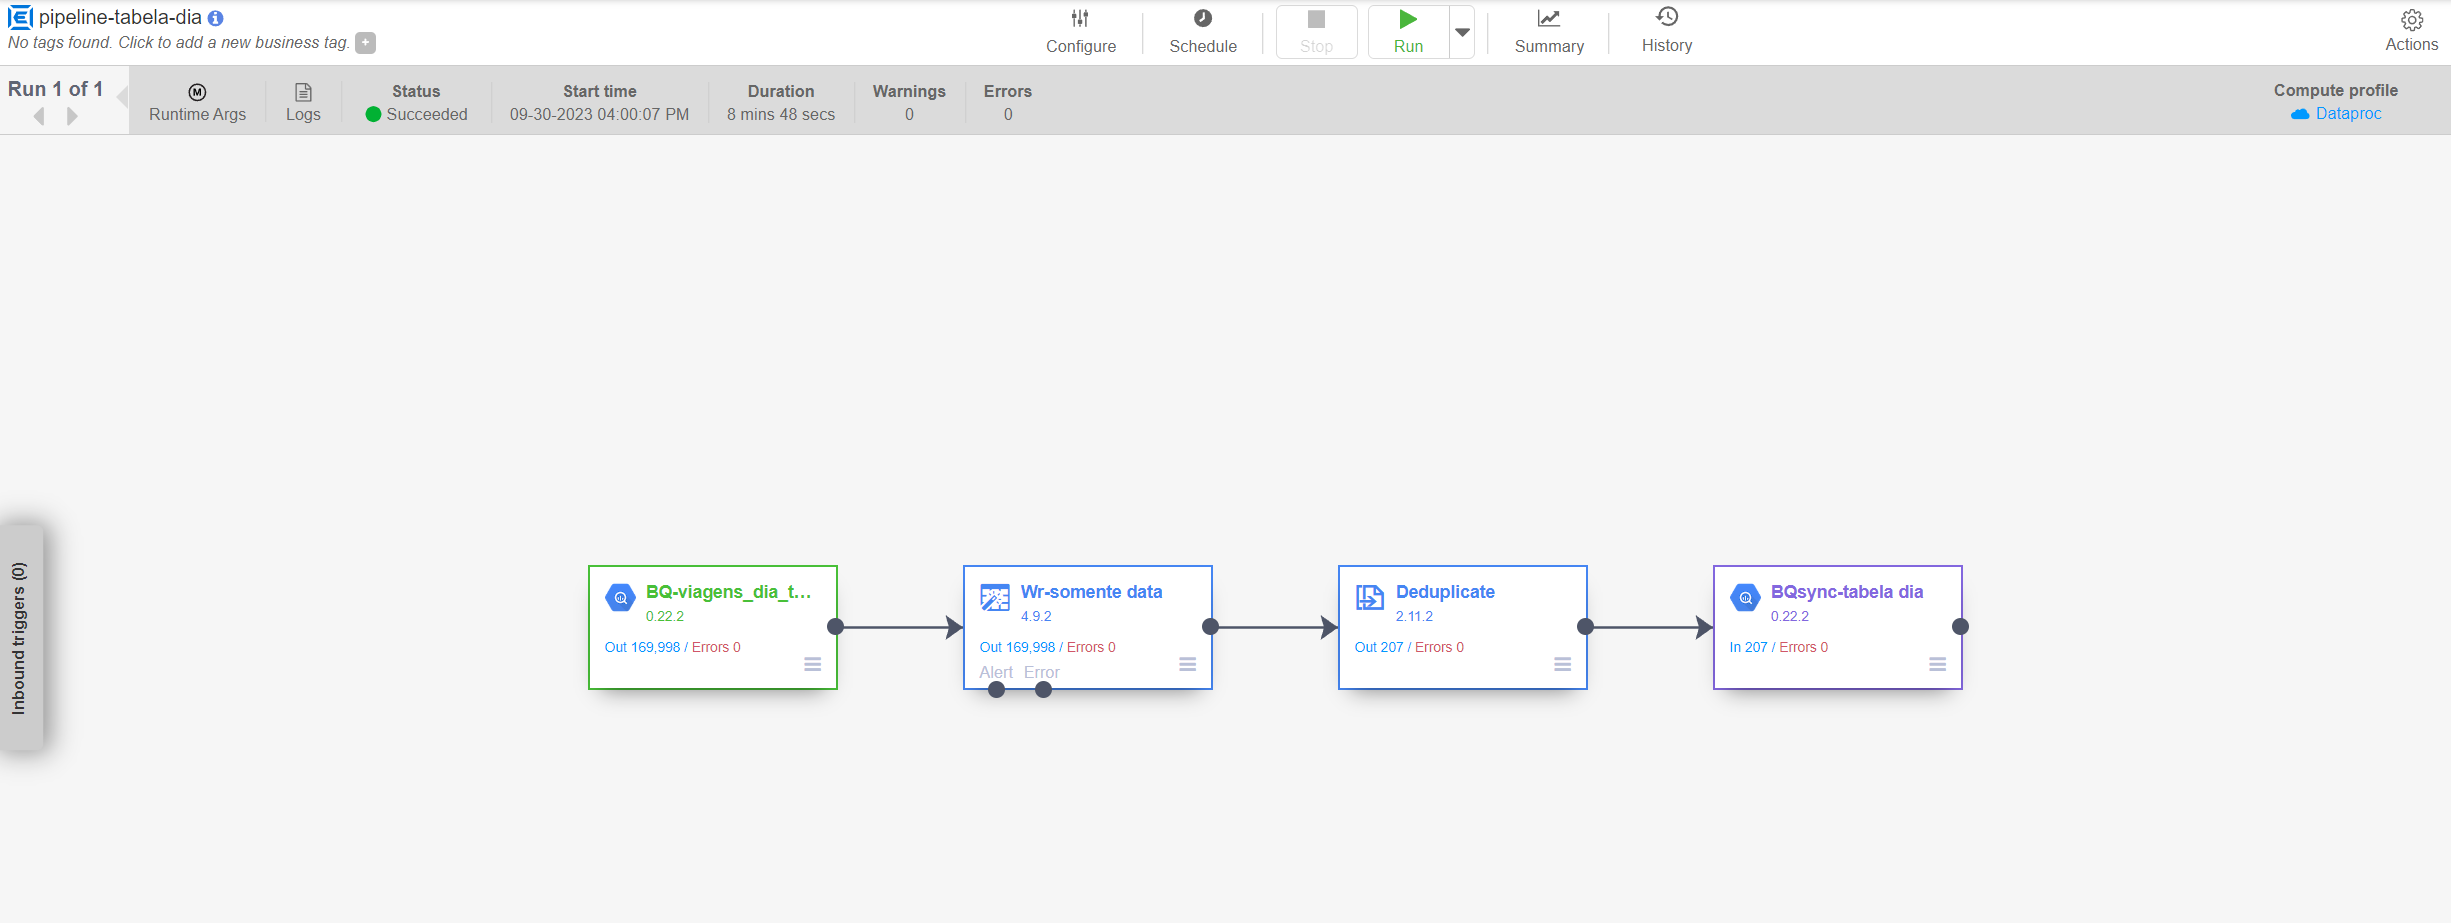 pipeline-tabela-dia
No tags found. Click to add a new business tag. +
Configure
Schedule
Stop
Run
Summary
History
Actions
Run 1 of 1
M
Runtime Args
Logs
Status
Succeeded
Start time
09-30-2023 04:00:07 PM
Duration
8 mins 48 secs
Warnings
0
Errors
0
Compute profile
Dataproc
Inbound triggers (0)
BQ-viagens_dia_t...
0.22.2
Out 169,998 / Errors 0
Wr-somente data
4.9.2
Out 169,998 / Errors 0
Alert Error
Deduplicate
2.11.2
Out 207 / Errors 0
BQsync-tabela dia
0.22.2
In 207 / Errors 0